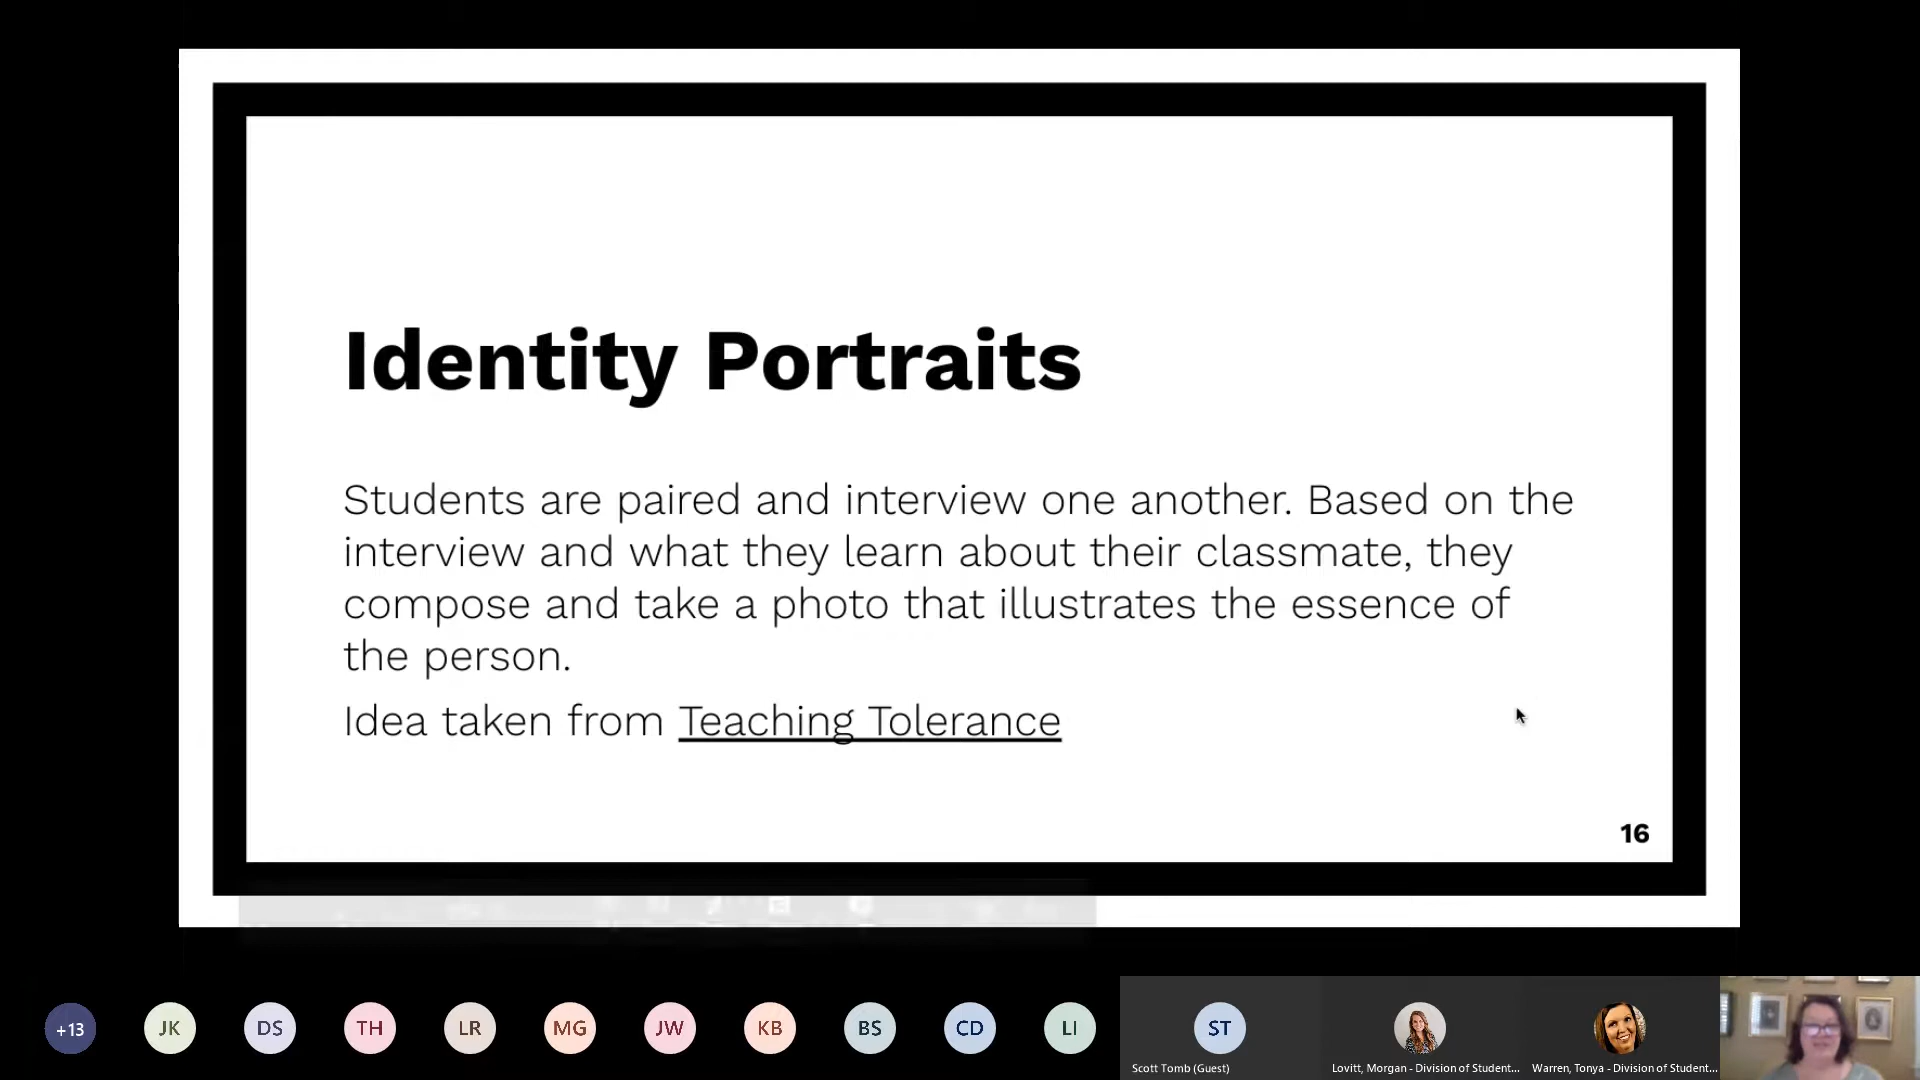 Identity Portraits
Students are paired and interview one another. Based on the
interview and what they learn about their classmate, they
compose and take a photo that illustrates the essence of
the person.
Idea taken from Teaching Tolerance
16
+13
JK
DS
TH
LR
MG
JW
KB
BS
CD
LI
ST
Scott Tomb (Guest)
Lovitt, Morgan - Division of Student...
Warren, Tonya - Division of Student...